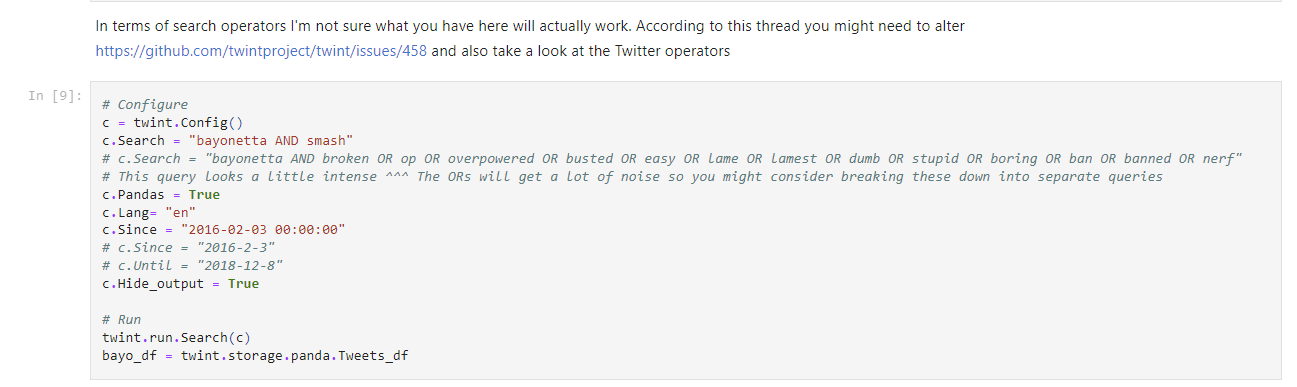 In terms of search operators I'm not sure what you have here will actually work. According to this thread you might need to alter
https://github.com/twintproject/twint/issues/458 and also take a look at the Twitter operators
In [9]:
# Configure
c = twint.Config()
c.Search = "bayonetta AND smash"
# c.Search = "bayonetta AND broken OR op OR overpowered OR busted OR easy OR lame OR lamest OR dumb OR stupid OR boring OR ban OR banned OR nerf"
# This query looks a little intense ^^^ The ORs will get a lot of noise so you might consider breaking these down into separate queries
c.Pandas = True
c.Lang= "en"
c.Since = "2016-02-03 00:00:00"
# c.Since = "2016-2-3"
# c.Until = "2018-12-8"
c.Hide_output = True
# Run
twint.run.Search(c)
bayo_df = twint.storage.panda.Tweets_df